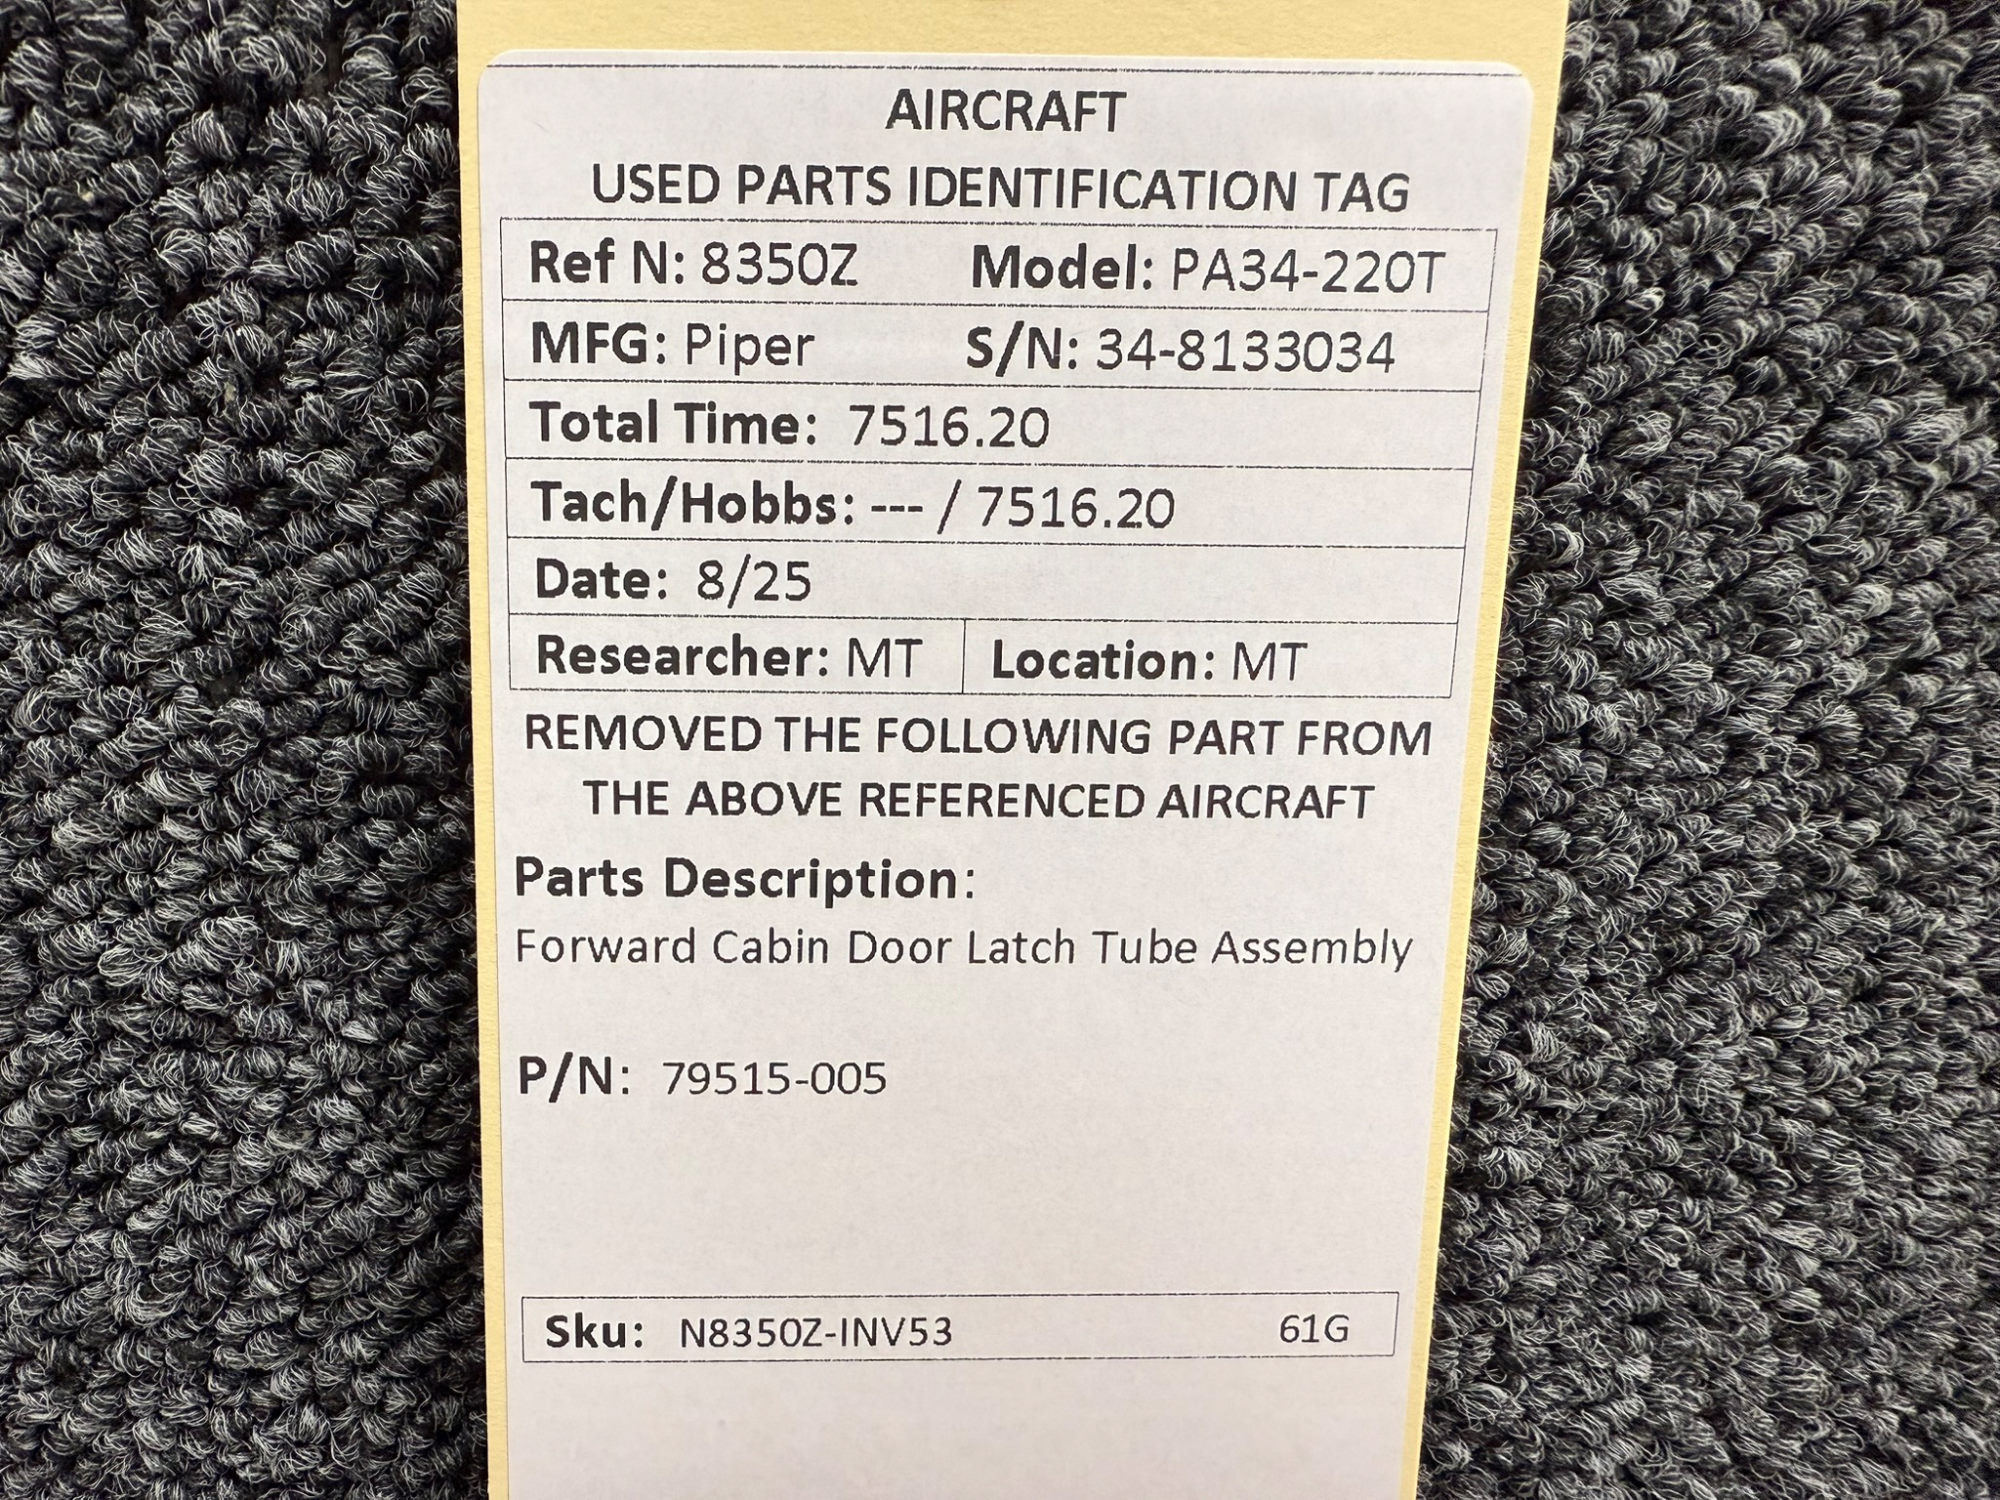 AIRCRAFT
USED PARTS IDENTIFICATION TAG
Ref N: 8350Z Model: PA34-220T
MFG: Piper S/N: 34-8133034
Total Time: 7516.20
Tach/Hobbs: --- / 7516.20
Date: 8/25
Researcher: MT Location: MT
REMOVED THE FOLLOWING PART FROM
THE ABOVE REFERENCED AIRCRAFT
Parts Description:
Forward Cabin Door Latch Tube Assembly
P/N: 79515-005
Sku: N8350Z-INV53 61G